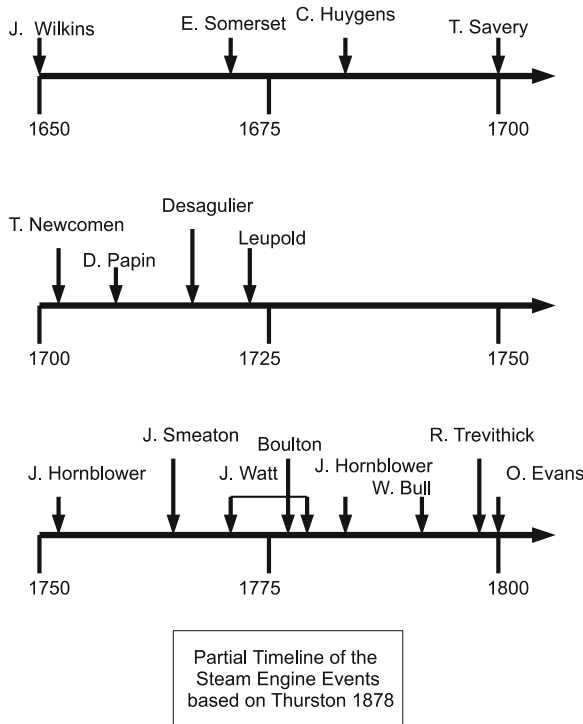 J. Wilkins
E. Somerset
C. Huygens
T. Savery
1650
1675
1700
T. Newcomen
D. Papin
Desagulier
Leupold
1700
1725
1750
J. Hornblower
J. Smeaton
J. Watt
Boulton
J. Hornblower
W. Bull
R. Trevithick
O. Evans
1750
1775
1800
Partial Timeline of the
Steam Engine Events
based on Thurston 1878